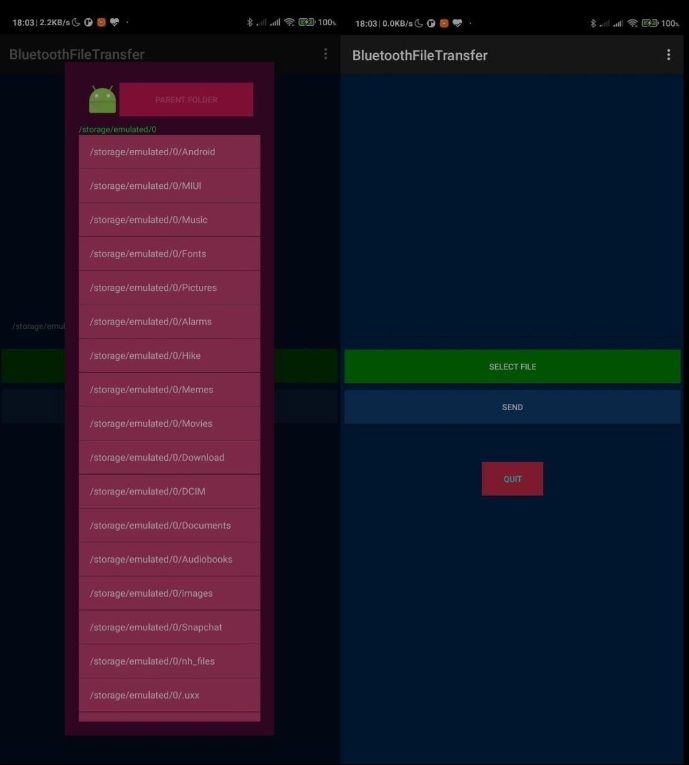 18:03 | 2.2KB/s
100%
BluetoothFileTransfer
PARENT FOLDER
/storage/emulated/0
/storage/emulated/0/Android
/storage/emulated/0/MIUI
/storage/emulated/0/Music
/storage/emulated/0/Fonts
/storage/emulated/0/Pictures
/storage/emulated/0/Alarms
/storage/emul
/storage/emulated/0/Hike
/storage/emulated/0/Memes
/storage/emulated/0/Movies
/storage/emulated/0/Download
/storage/emulated/0/DCIM
/storage/emulated/0/Documents
/storage/emulated/0/Audiobooks
/storage/emulated/0/images
/storage/emulated/0/Snapchat
/storage/emulated/0/nh_files
/storage/emulated/0/.uxx
18:03 | 0.0KB/s
100%
BluetoothFileTransfer
SELECT FILE
SEND
QUIT